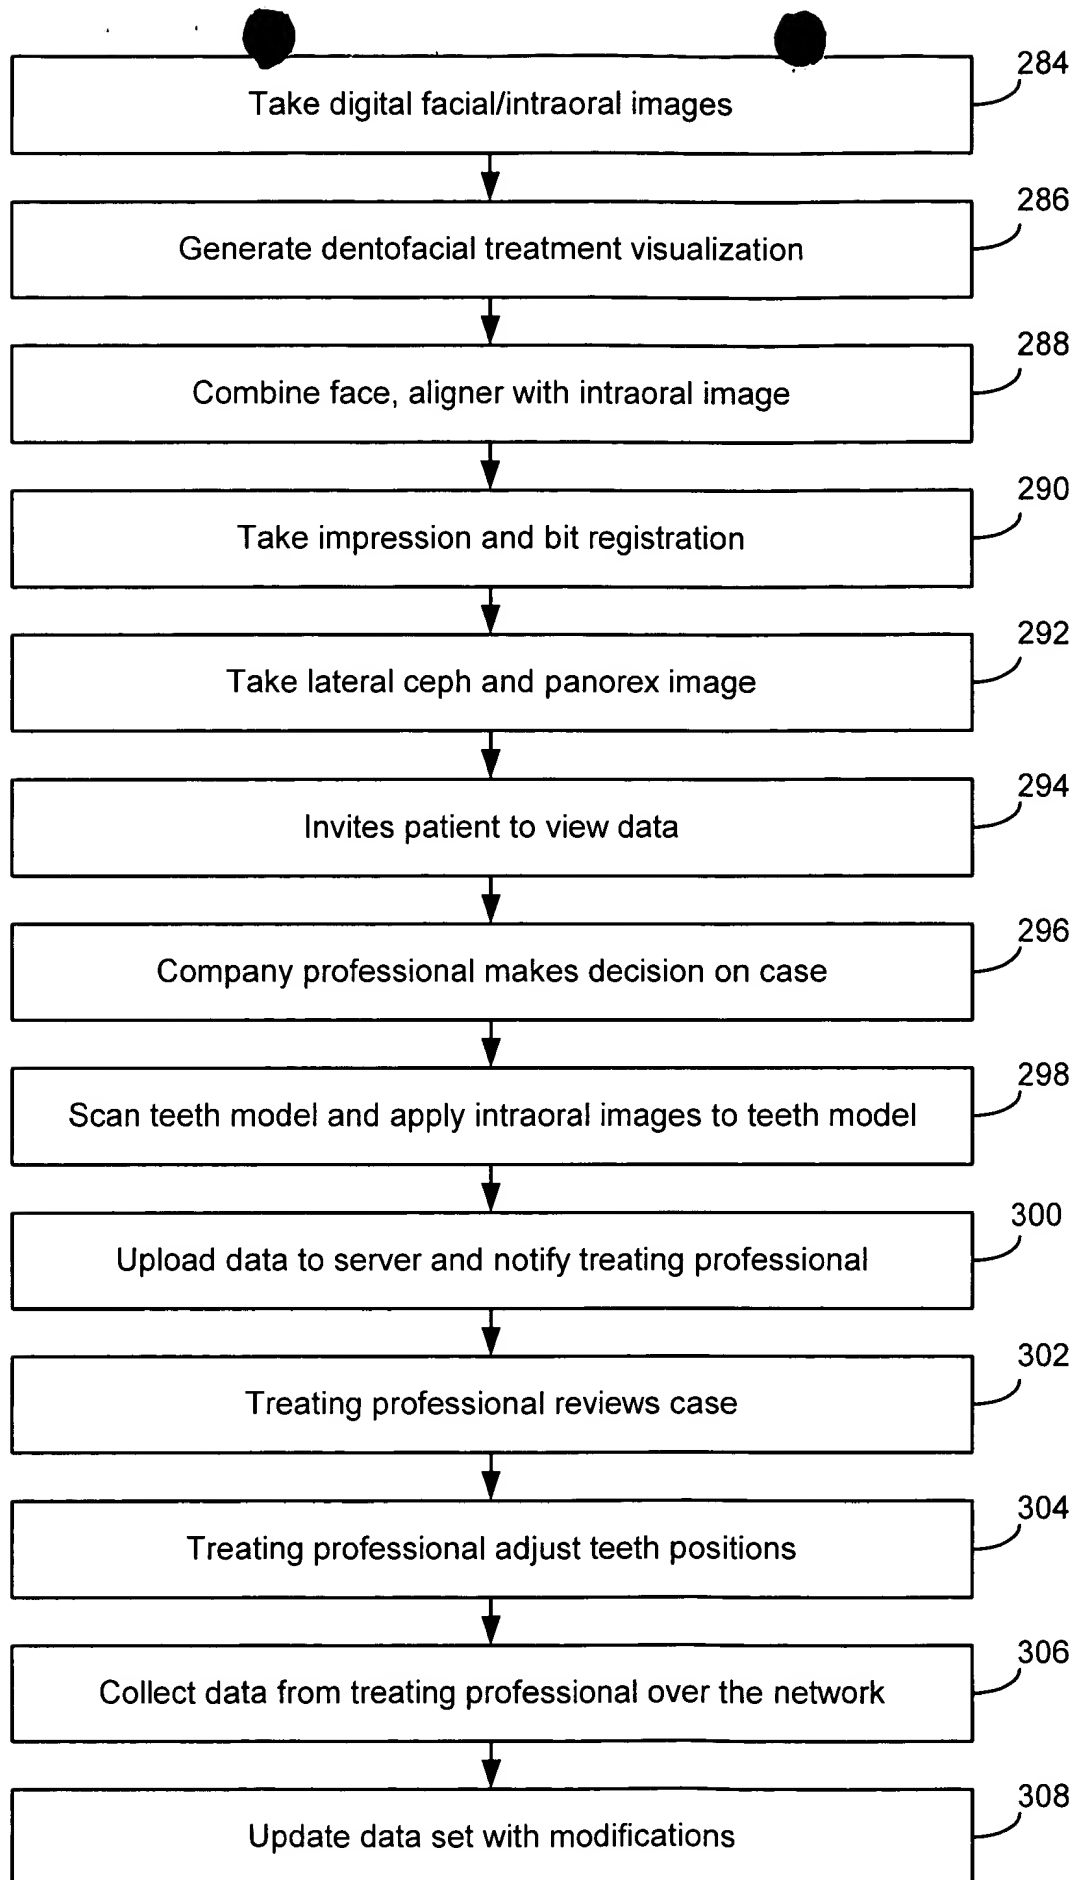 284
Take digital facial/intraoral images
286
Generate dentofacial treatment visualization
288
Combine face, aligner with intraoral image
290
Take impression and bit registration
292
Take lateral ceph and panorex image
294
Invites patient to view data
296
Company professional makes decision on case
298
Scan teeth model and apply intraoral images to teeth model
300
Upload data to server and notify treating professional
302
Treating professional reviews case
304
Treating professional adjust teeth positions
306
Collect data from treating professional over the network
308
Update data set with modifications